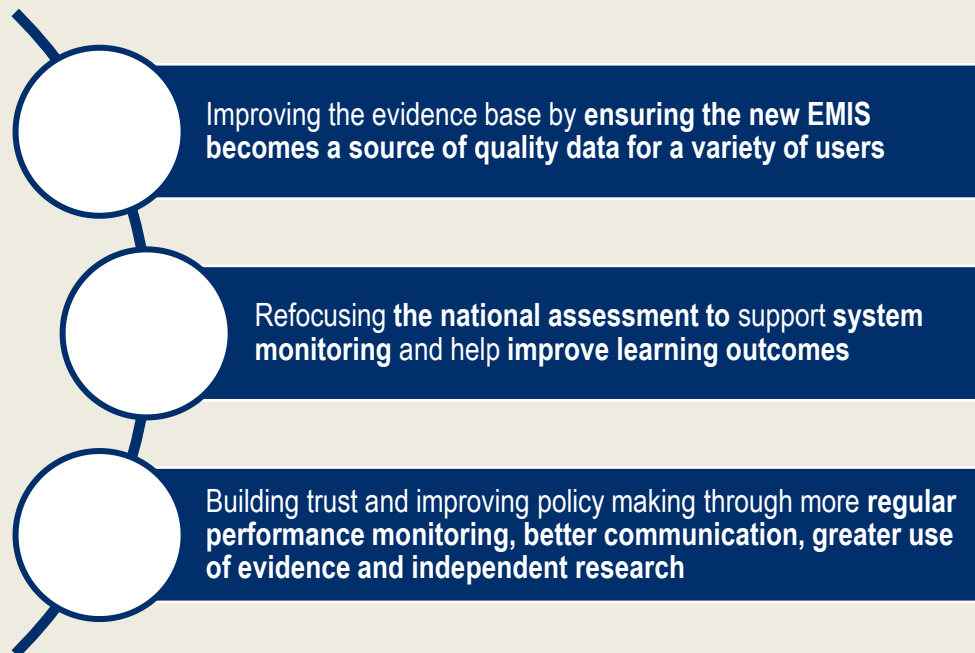 Improving the evidence base by ensuring the new EMIS
becomes a source of quality data for a variety of users
Refocusing the national assessment to support system
monitoring and help improve learning outcomes
Building trust and improving policy making through more regular
performance monitoring, better communication, greater use
of evidence and independent research